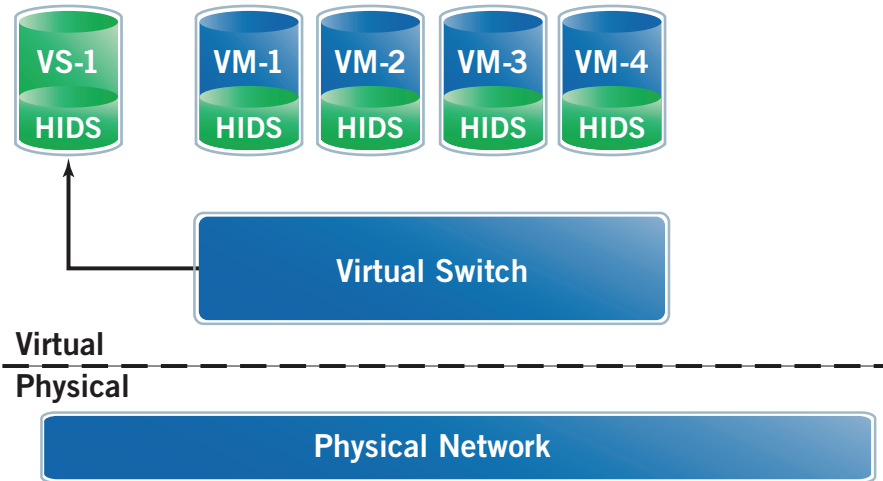 VS-1
VM-1
VM-2
VM-3
VM-4
HIDS
HIDS
HIDS
HIDS
HIDS
Virtual Switch
Virtual
Physical
Physical Network